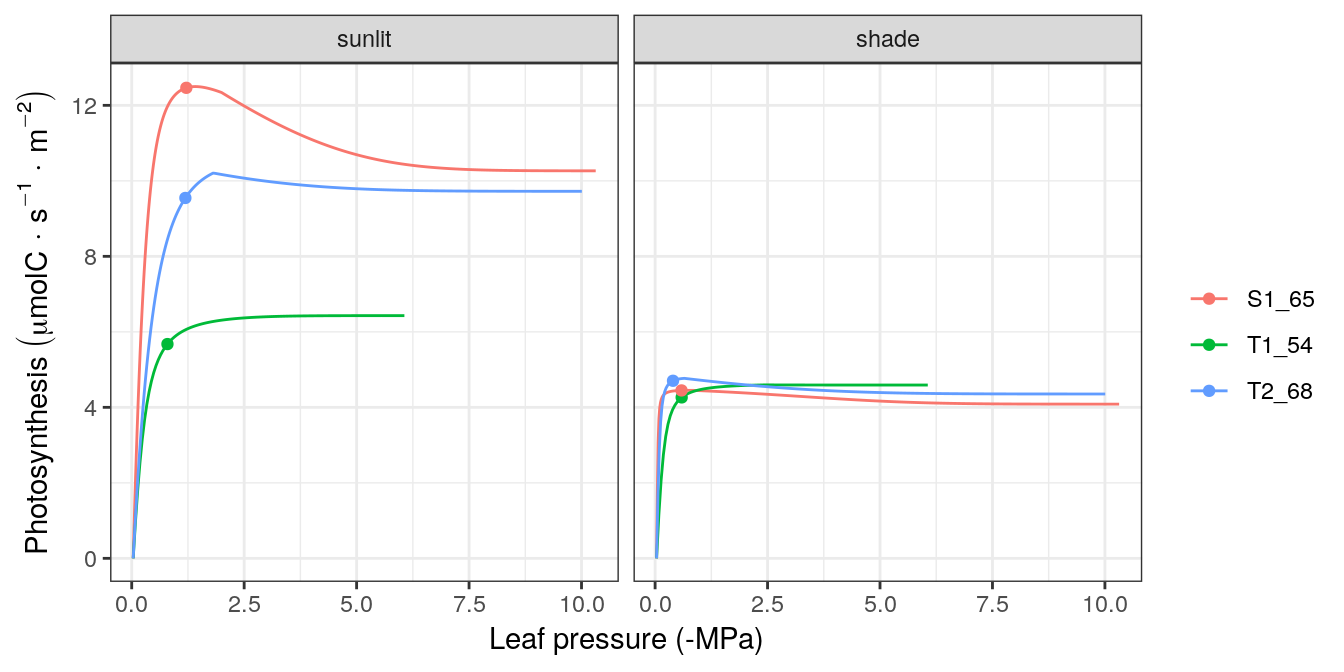 sunlit
shade
Photosynthesis (μmolC · s⁻¹ · m⁻²)
12
8
4
0
0.0 2.5 5.0 7.5 10.0
0.0 2.5 5.0 7.5 10.0
Leaf pressure (-MPa)
S1_65
T1_54
T2_68